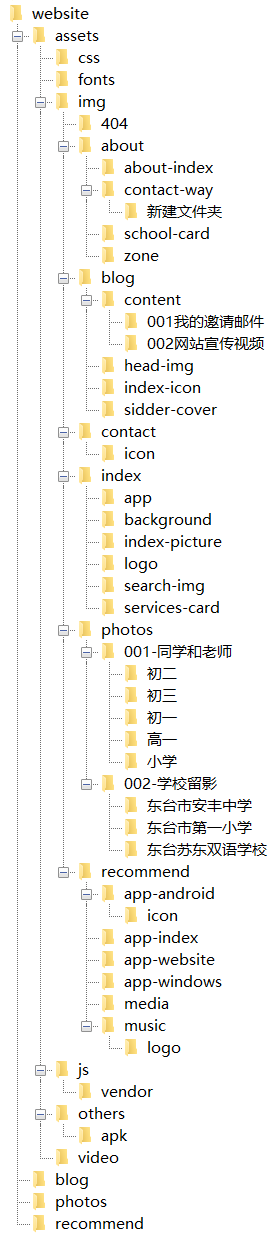 website
assets
css
fonts
img
404
about
about-index
contact-way
新建文件夹
school-card
zone
blog
content
001我的邀请邮件
002网站宣传视频
head-img
index-icon
sidder-cover
contact
icon
index
app
background
index-picture
logo
search-img
services-card
photos
001-同学和老师
初二
初三
初一
高一
小学
002-学校留影
东台市安丰中学
东台市第一小学
东台苏东双语学校
recommend
app-android
icon
app-index
app-website
app-windows
media
music
logo
js
vendor
others
apk
video
blog
photos
recommend